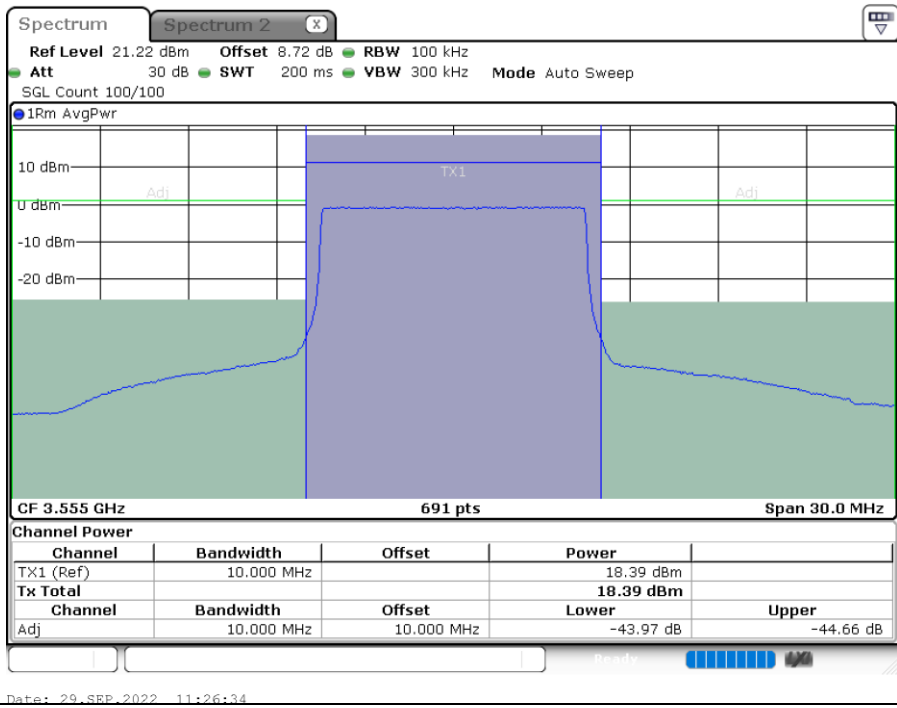 Spectrum Spectrum 2 X
Ref Level 21.22 dBm Offset 8.72 dB RBW 100 kHz
Att 30 dB SWT 200 ms VBW 300 kHz Mode Auto Sweep
SGL Count 100/100
1Rm AvgPwr
10 dBm
TX1
Adj Adj
0 dBm
-10 dBm
-20 dBm
CF 3.555 GHz 691 pts Span 30.0 MHz
Channel Power
Channel Bandwidth Offset Power
TX1 (Ref) 10.000 MHz 18.39 dBm
Tx Total 18.39 dBm
Channel Bandwidth Offset Lower Upper
Adj 10.000 MHz 10.000 MHz -43.97 dB -44.66 dB
Ready
Date: 29.SEP.2022 11:26:34